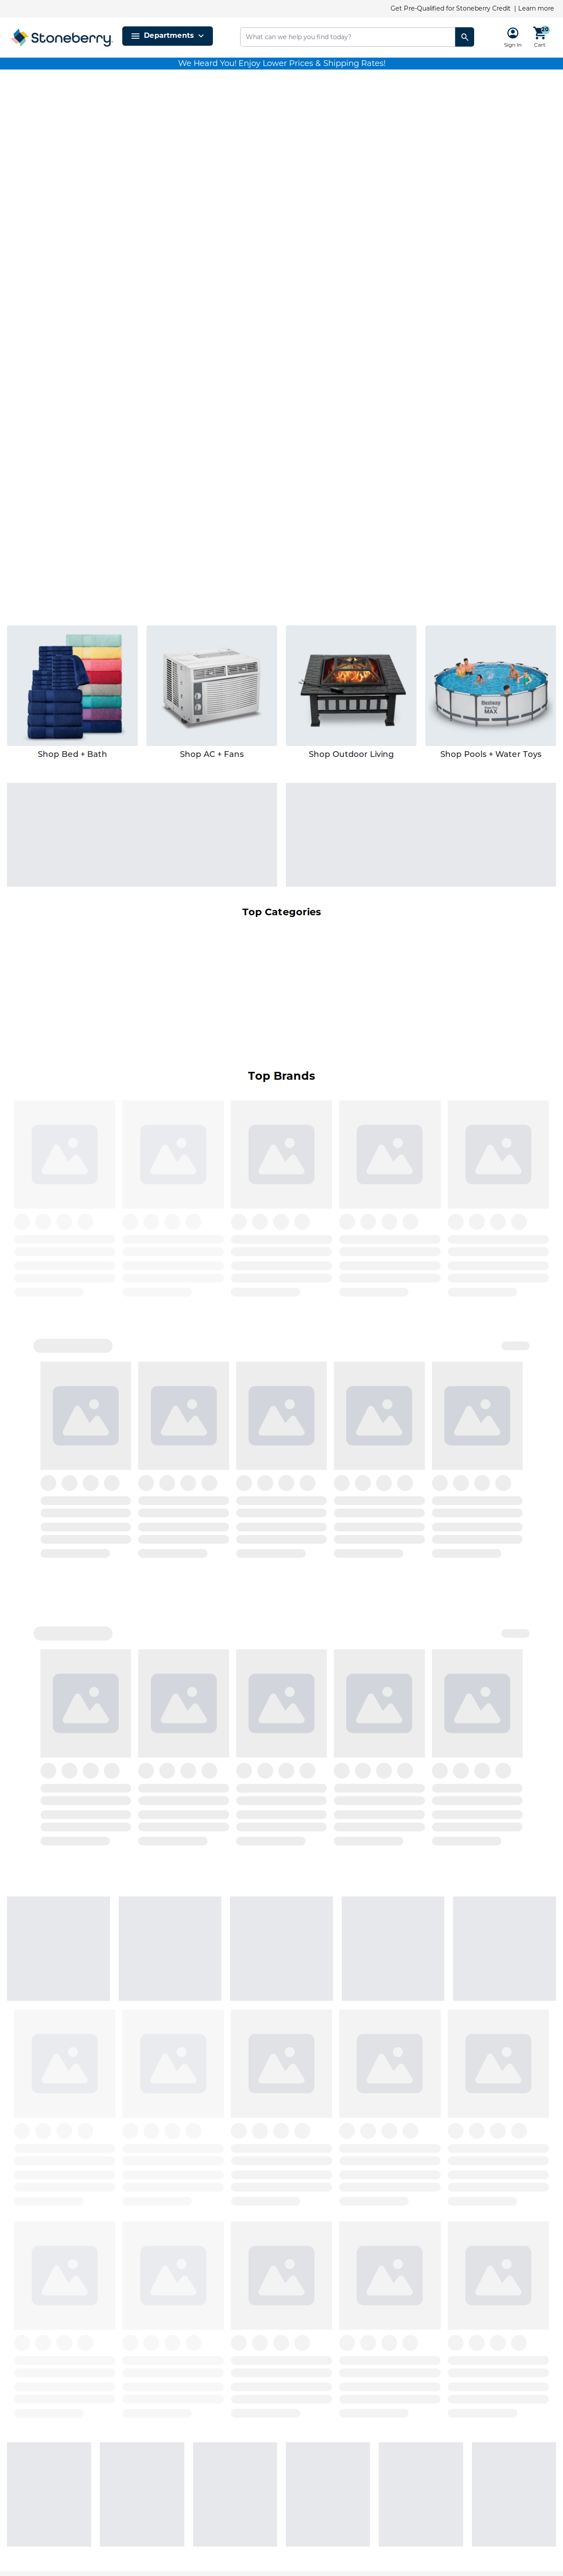 Get Pre-Qualified for Stoneberry Credit | Learn more
Stoneberry
Departments
What can we help you find today?
Sign In
Cart
We Heard You! Enjoy Lower Prices & Shipping Rates!
Bestway
MAX
Shop Bed + Bath
Shop AC + Fans
Shop Outdoor Living
Shop Pools + Water Toys
Top Categories
Top Brands